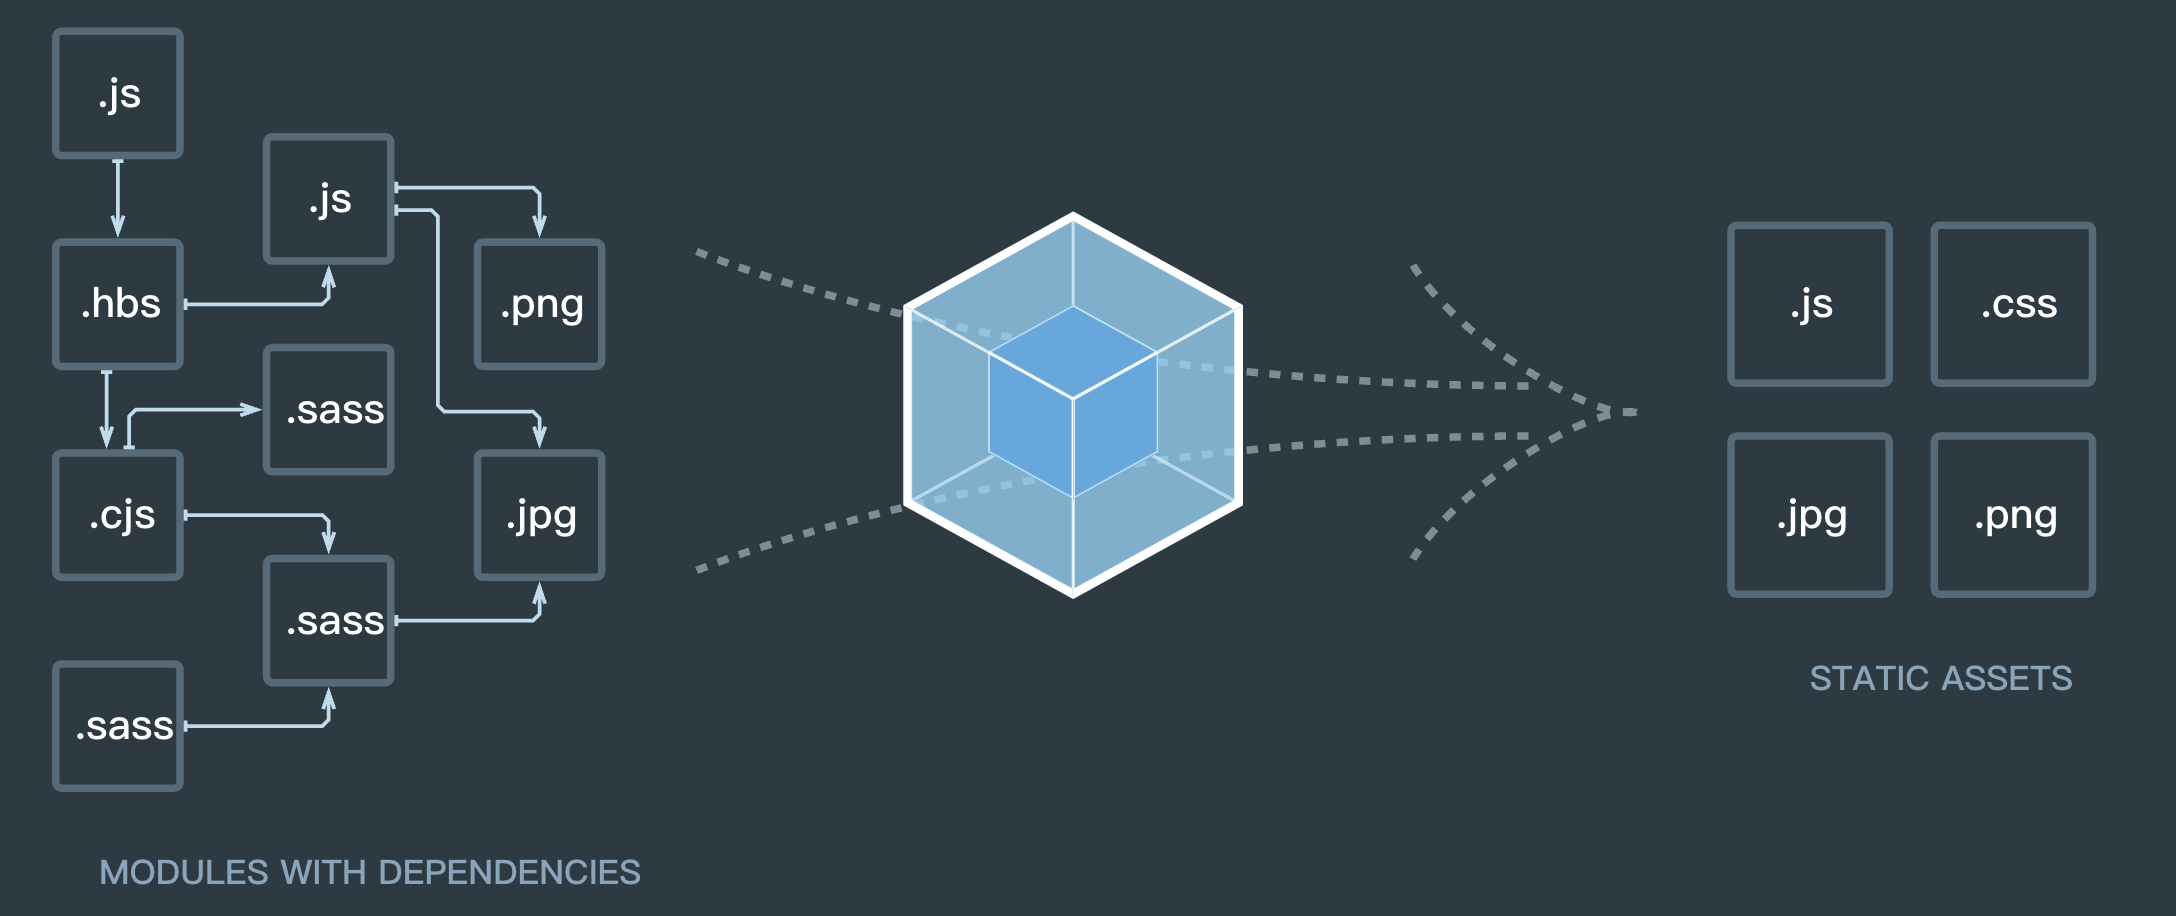 .js
.js
.hbs
.png
.sass
.cjs
.jpg
.sass
.sass
MODULES WITH DEPENDENCIES
.js
.css
.jpg
.png
STATIC ASSETS